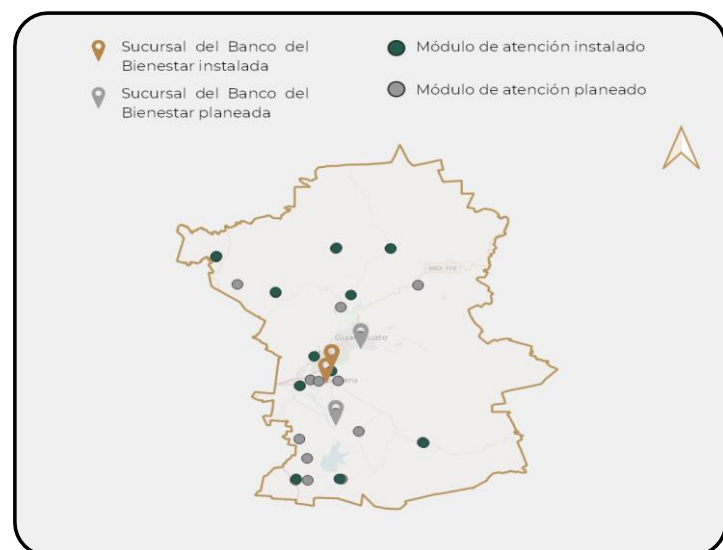 Sucursal del Banco del
Bienestar instalada
Sucursal del Banco del
Bienestar planeada
Módulo de atención instalado
Módulo de atención planeado
MEX 110